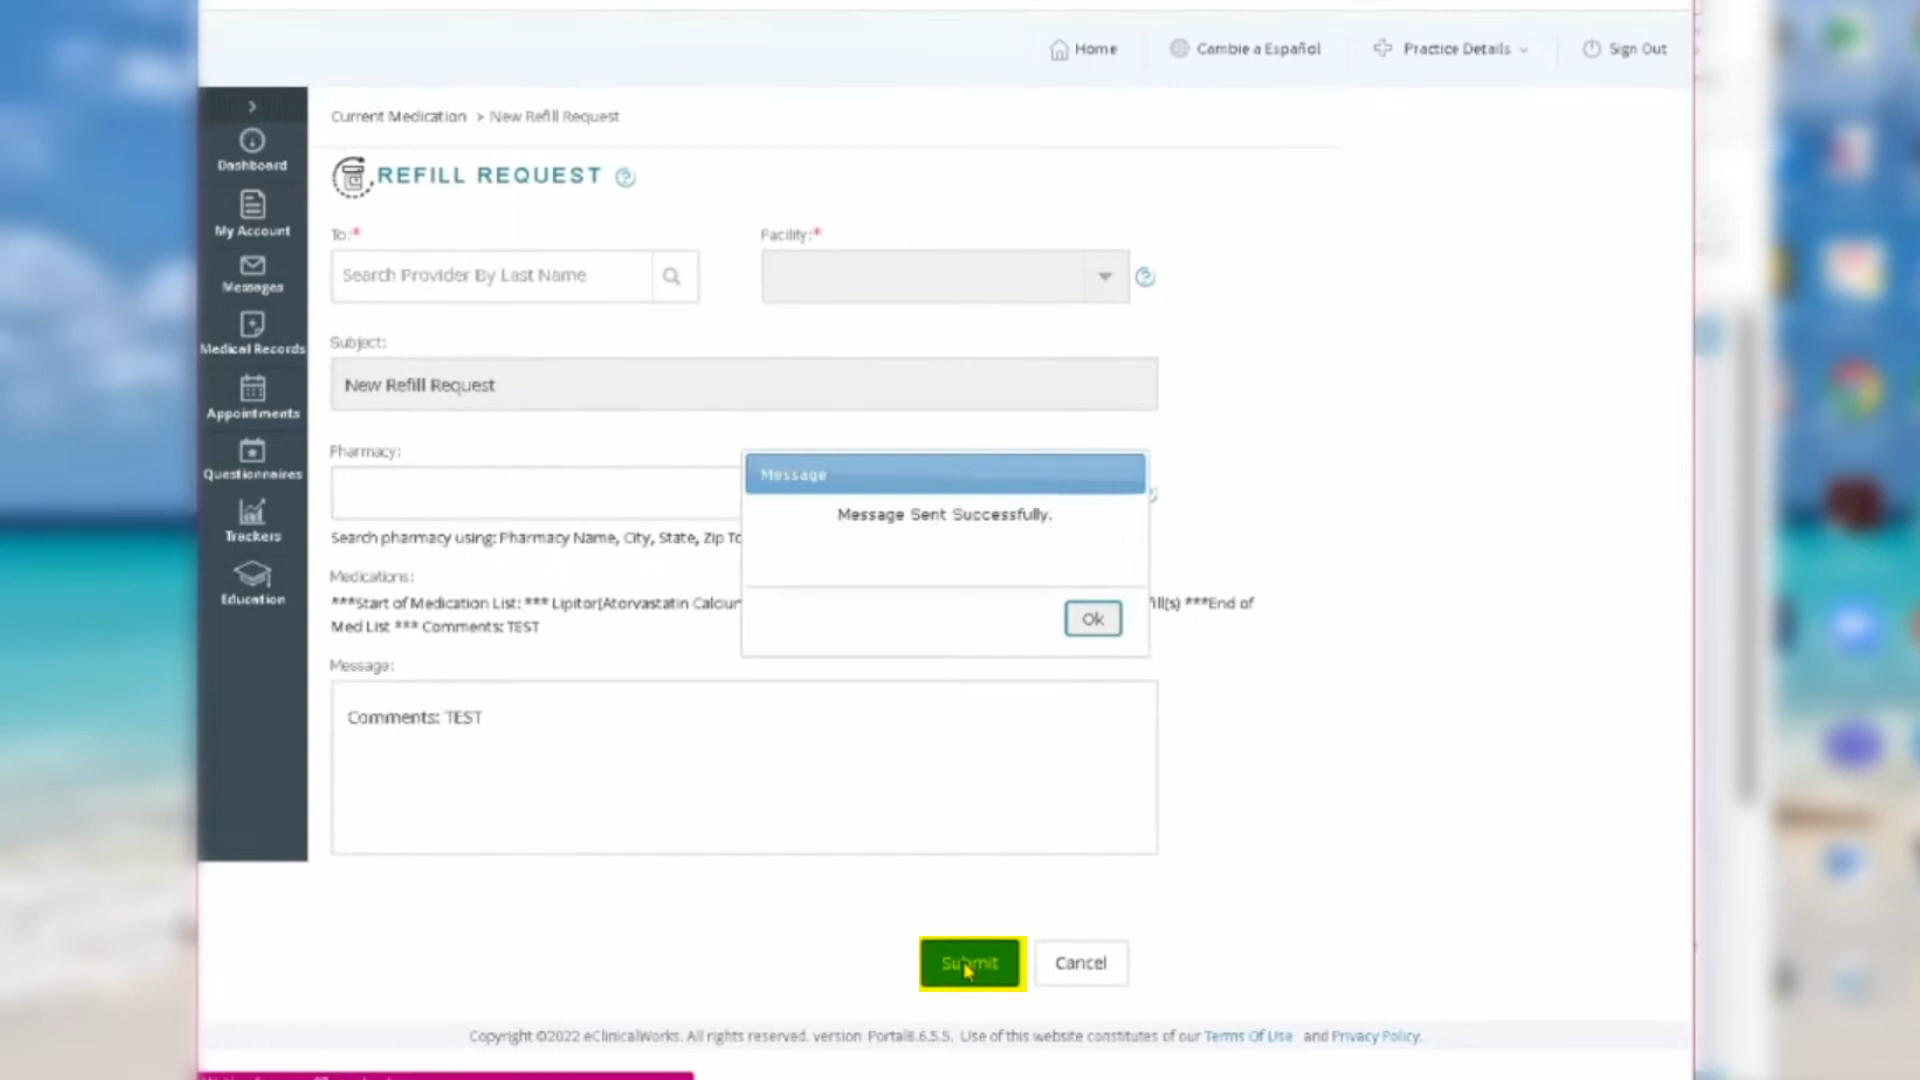 Home
Cambie a Español
Practice Details
Sign Out
Dashboard
My Account
Messages
Medical Records
Appointments
Questionnaires
Trackers
Education
Current Medication > New Refill Request
REFILL REQUEST
To:*
Facility:*
Search Provider By Last Name
Subject:
New Refill Request
Pharmacy:
Search pharmacy using: Pharmacy Name, City, State, Zip
Medications:
***Start of Medication List: *** Lipitor(Atorvastatin ***End of
Med List *** Comments: TEST
Message
Message Sent Successfully.
Ok
Message:
Comments: TEST
Submit
Cancel
Copyright ©2022 eClinicalWorks. All rights reserved. version Portal8.6.5.5. Use of this website constitutes of our Terms Of Use and Privacy Policy.